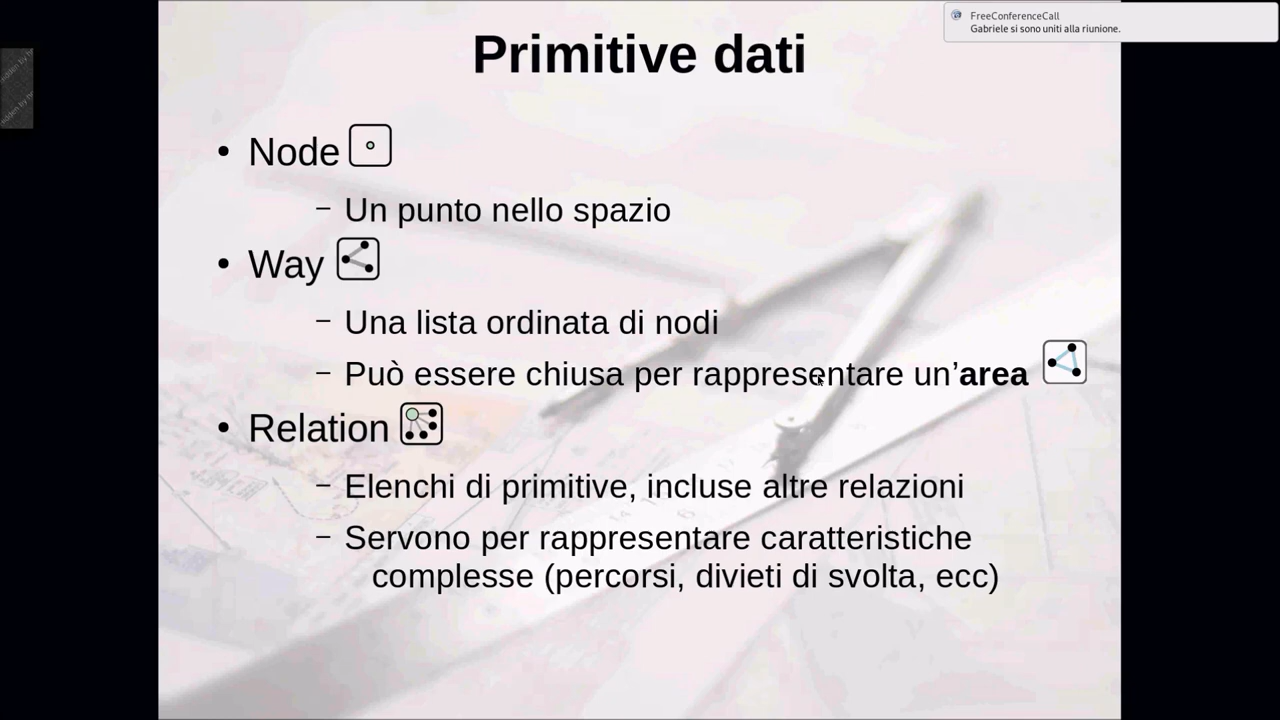 FreeConferenceCall
Gabriele si sono uniti alla riunione.
Primitive dati
• Node
– Un punto nello spazio
• Way
– Una lista ordinata di nodi
– Può essere chiusa per rappresentare un’area
• Relation
– Elenchi di primitive, incluse altre relazioni
– Servono per rappresentare caratteristiche
complesse (percorsi, divieti di svolta, ecc)